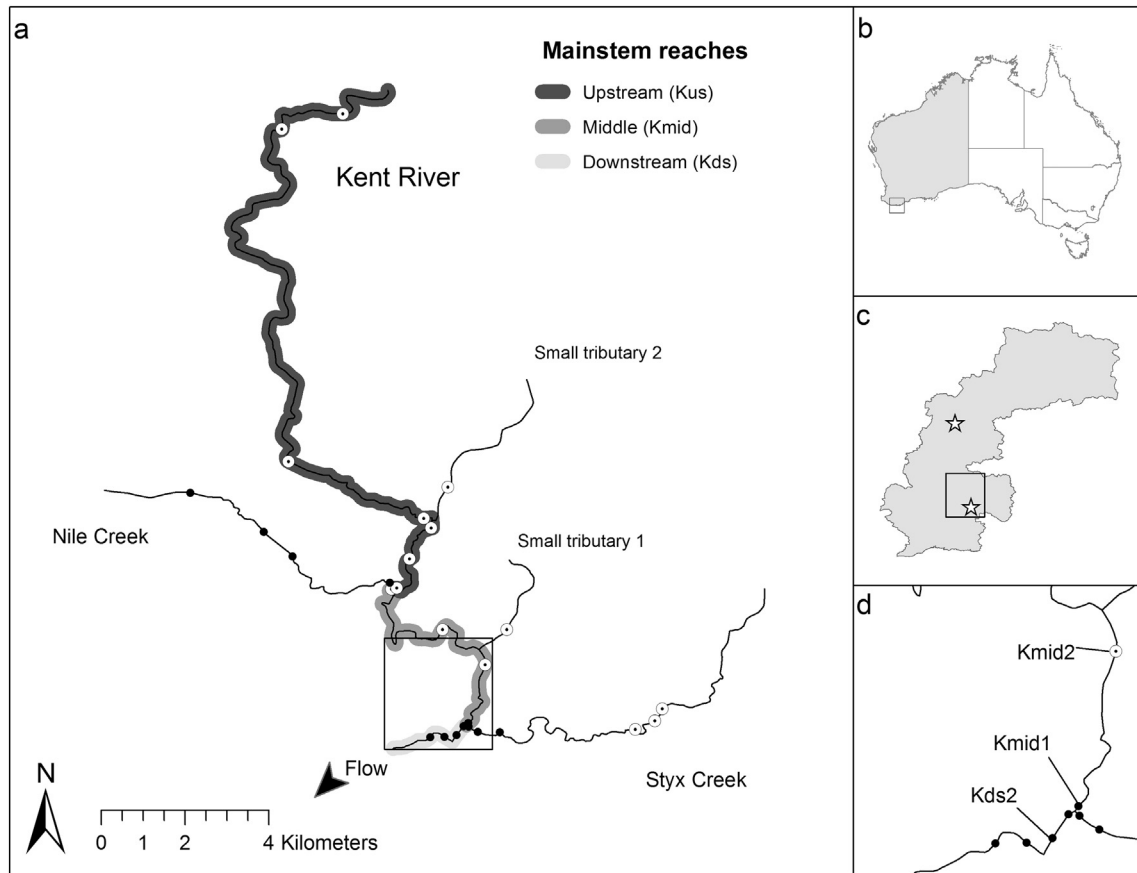 a
Mainstem reaches
Upstream (Kus)
Middle (Kmid)
Downstream (Kds)
Kent River
Small tributary 2
Nile Creek
Small tributary 1
Styx Creek
Flow
N
0 1 2 4 Kilometers
b
c
d
Kmid2
Kmid1
Kds2